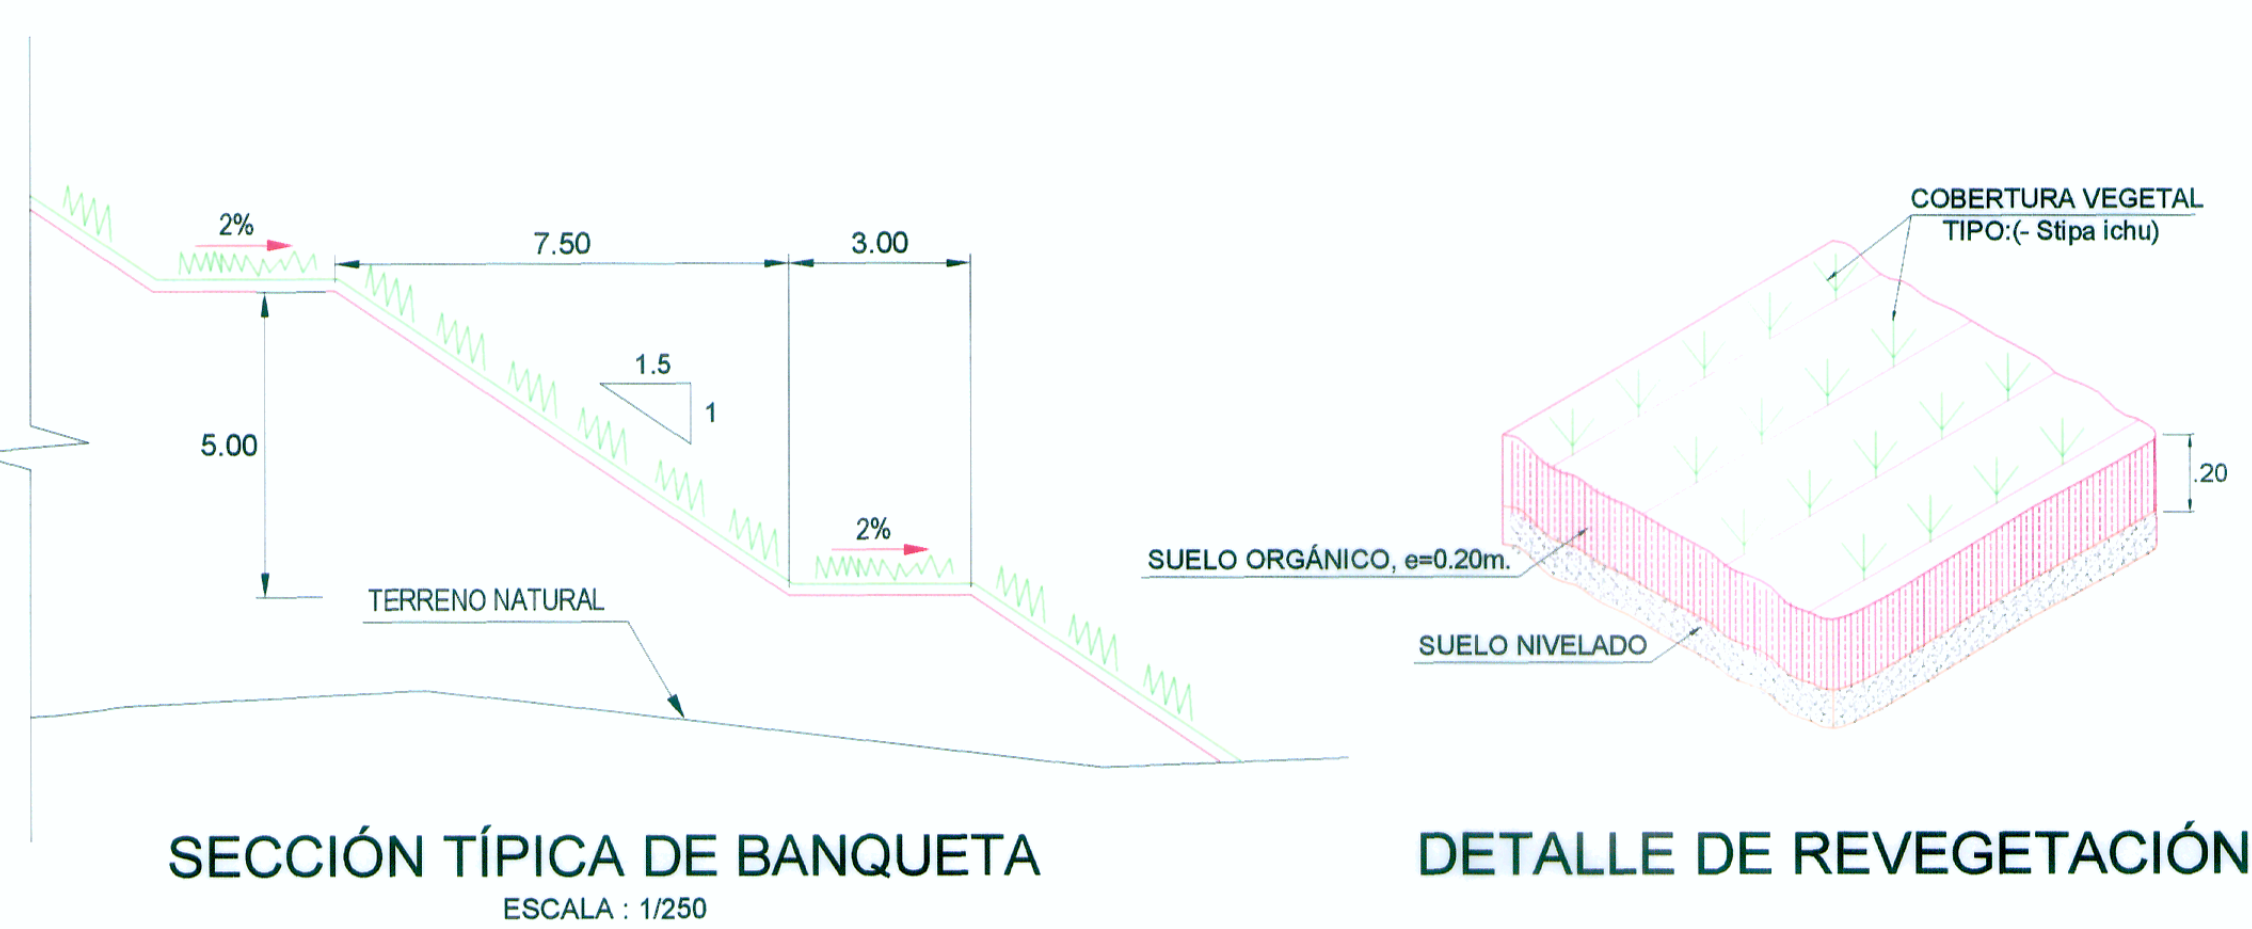 2%
7.50
3.00
1.5
1
5.00
2%
TERRENO NATURAL
SECCIÓN TÍPICA DE BANQUETA
ESCALA : 1/250
COBERTURA VEGETAL
TIPO:(- Stipa ichu)
.20
SUELO ORGÁNICO, e=0.20m.
SUELO NIVELADO
DETALLE DE REVEGETACIÓN